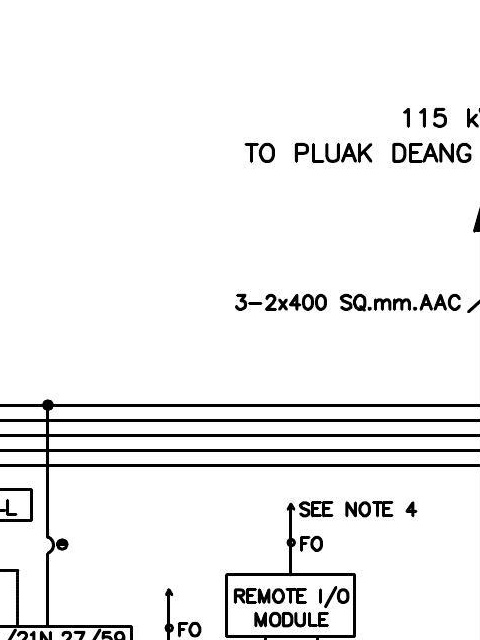 115
TO PLUAK DEANG
3-2x400 SQ.mm.AAC
-L
SEE NOTE 4
FO
REMOTE I/O
MODULE
FO
/21N 27/59